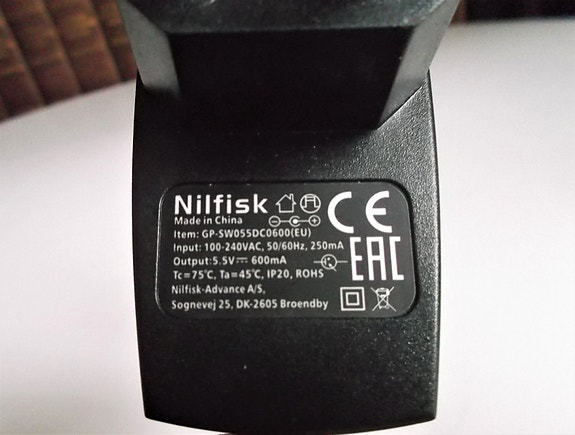 Nilfisk
CE
Made in China
Item: GP-SW055DC0600(EU)
Input: 100-240VAC, 50/60Hz, 250mA
Output: 5.5V⎓ 600mA
EAC
Tc=75℃, Ta=45℃, IP20, ROHS
Nilfisk-Advance A/S,
Sognevej 25, DK-2605 Broendby